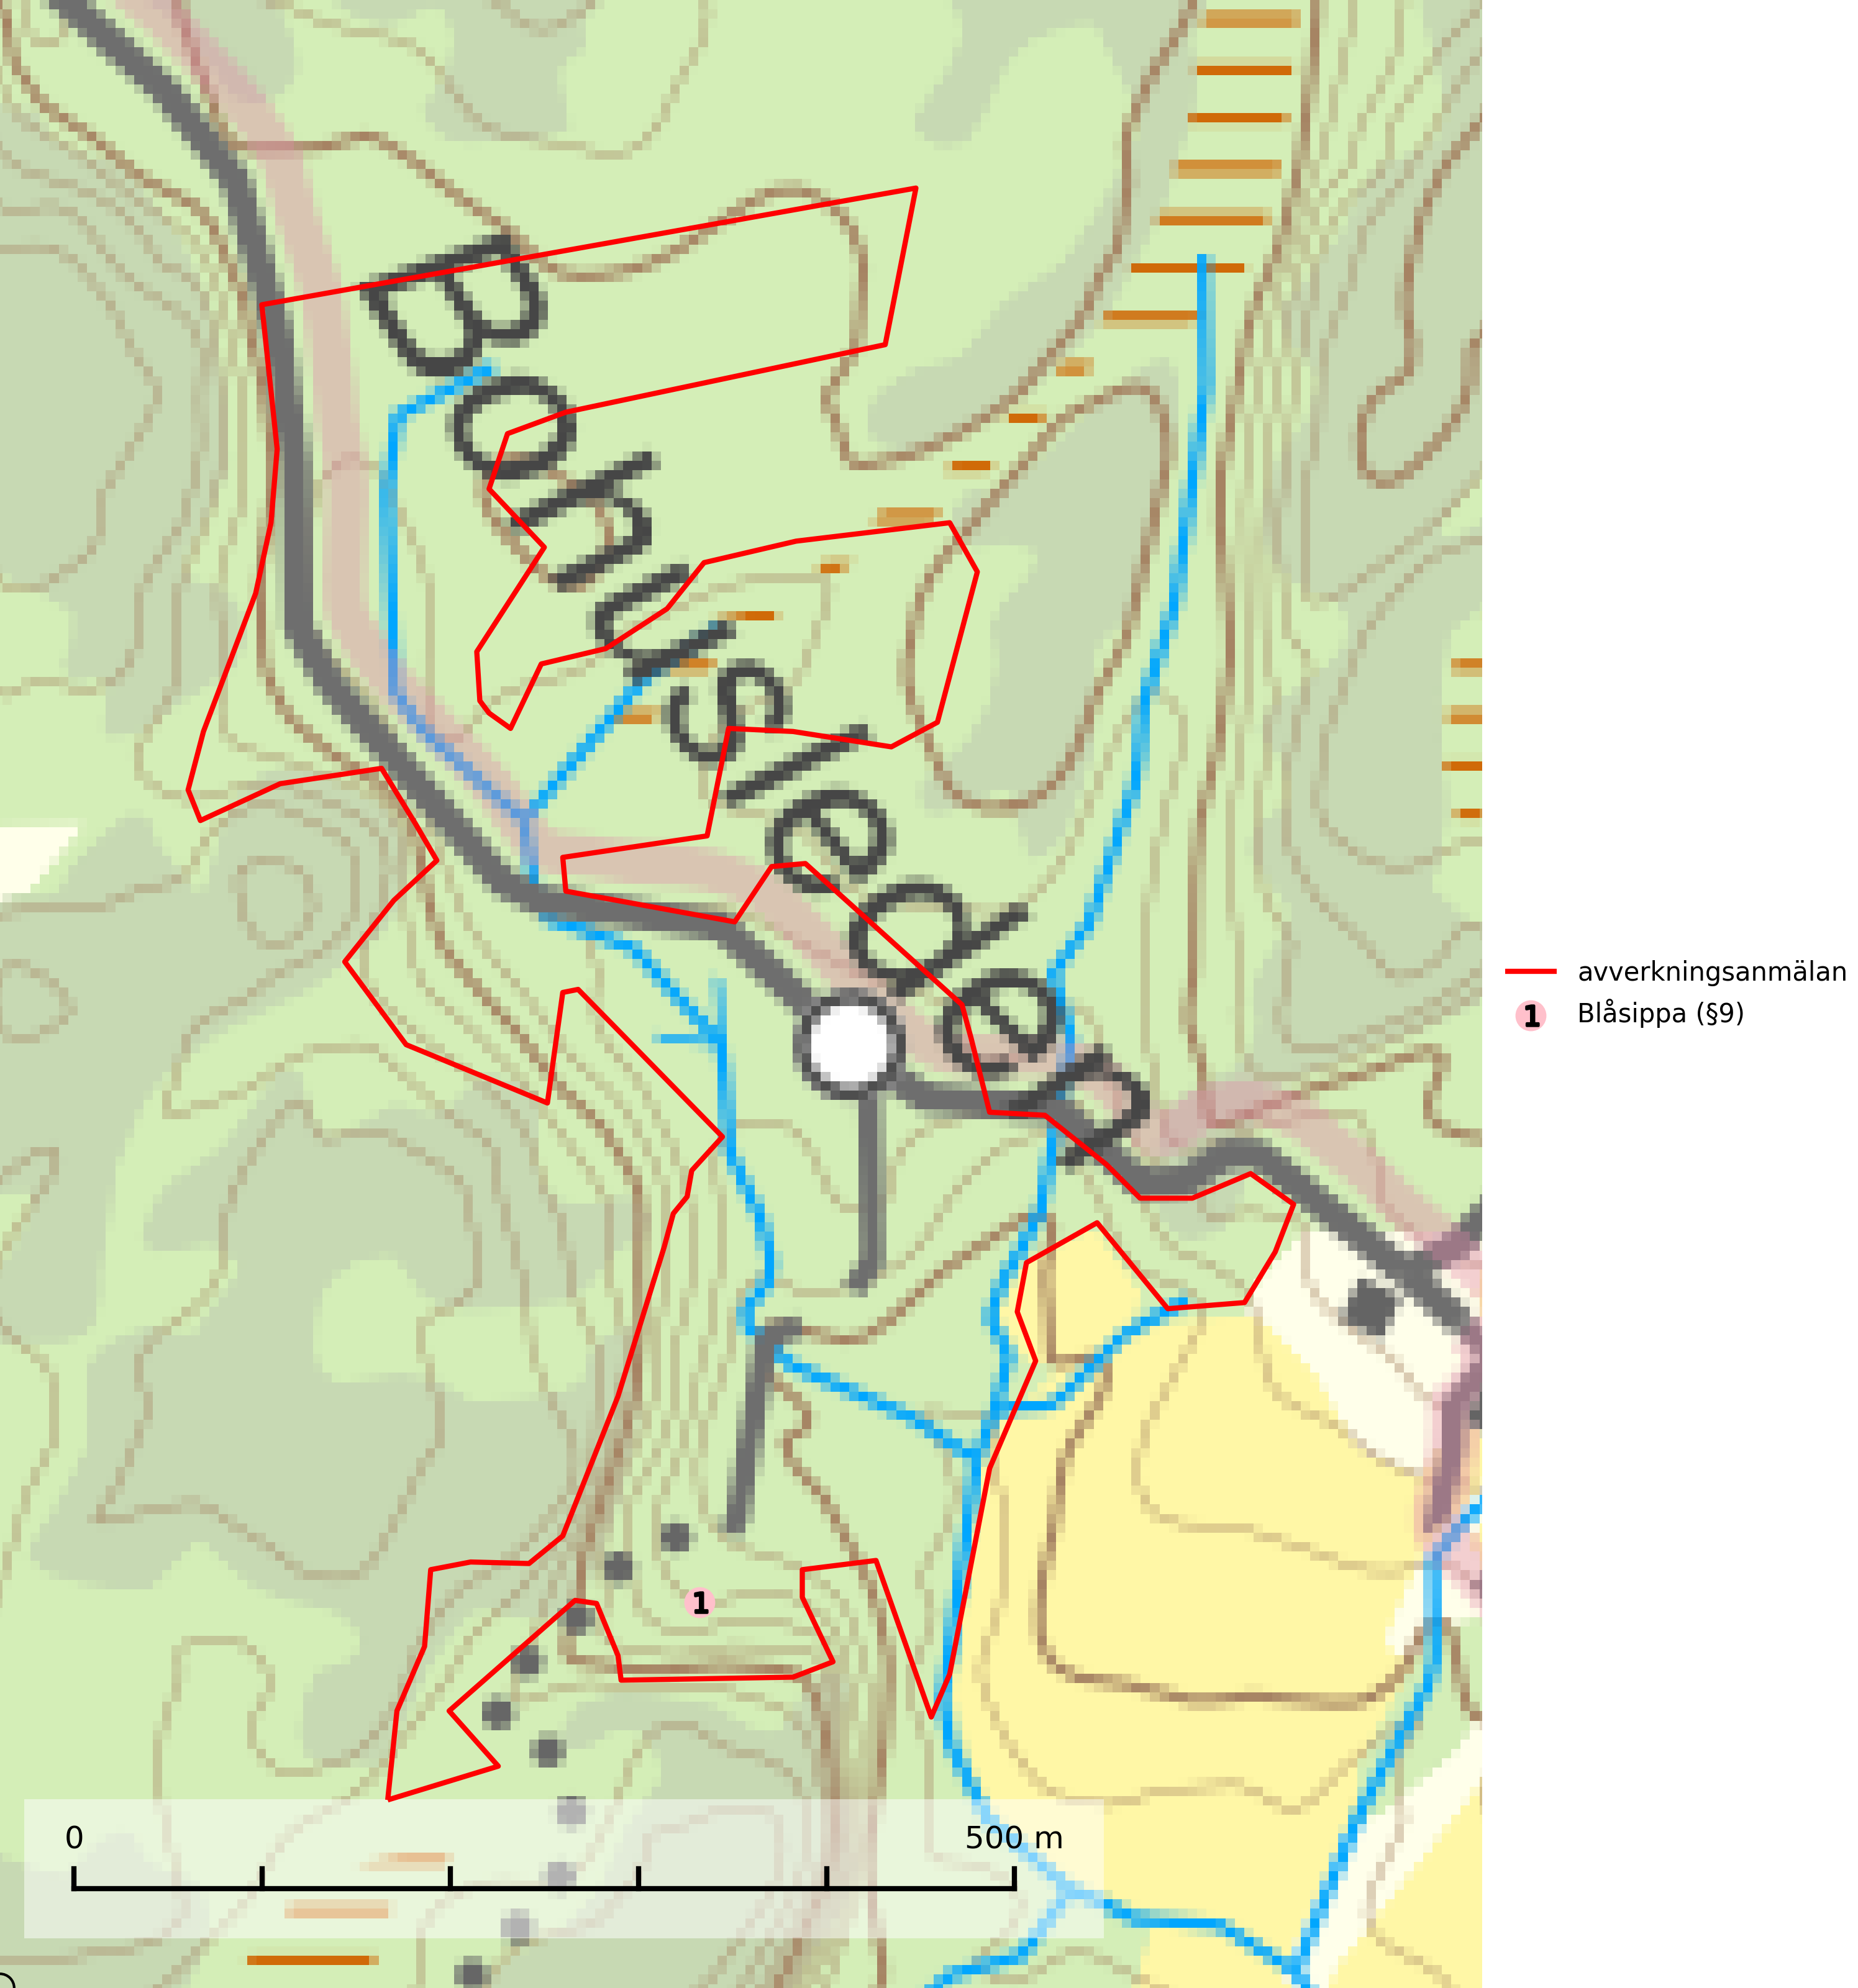 Bohusleden
1
0
500 m
avverkningsanmälan
1 Blåsippa (§9)